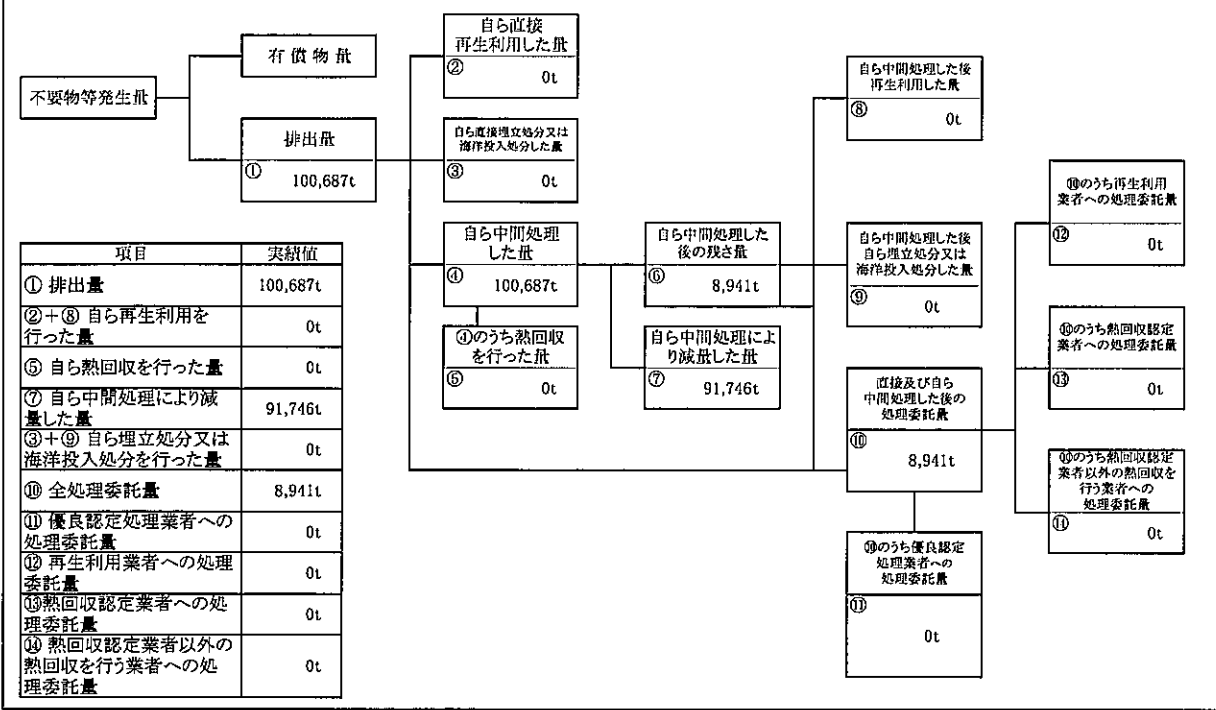 不要物等発生量
有償物量
排出量
①
100,687t
自ら直接
再生利用した量
②
0t
自ら直接埋立処分又は
海洋投入処分した量
③
0t
自ら中間処理
した量
④
100,687t
④のうち熱回収
を行った量
⑤
0t
自ら中間処理した
後の残さ量
⑥
8,941t
自ら中間処理によ
り減量した量
⑦
91,746t
自ら中間処理した後
再生利用した量
⑧
0t
自ら中間処理した後
自ら埋立処分又は
海洋投入処分した量
⑨
0t
直接及び自ら
中間処理した後の
処理委託量
⑩
8,941t
⑩のうち優良認定
処理業者への
処理委託量
⑪
0t
⑩のうち再生利用
業者への処理委託量
⑫
0t
⑩のうち熱回収認定
業者への処理委託量
⑬
0t
⑩のうち熱回収認定
業者以外の熱回収を
行う業者への
処理委託量
⑭
0t
項目 実績値
① 排出量 100,687t
②+⑧ 自ら再生利用を
行った量 0t
⑤ 自ら熱回収を行った量 0t
⑦ 自ら中間処理により減
量した量 91,746t
③+⑨ 自ら埋立処分又は
海洋投入処分を行った量 0t
⑩ 全処理委託量 8,941t
⑪ 優良認定処理業者への
処理委託量 0t
⑫ 再生利用業者への処理
委託量 0t
⑬熱回収認定業者への処
理委託量 0t
⑭ 熱回収認定業者以外の
熱回収を行う業者への処
理委託量 0t